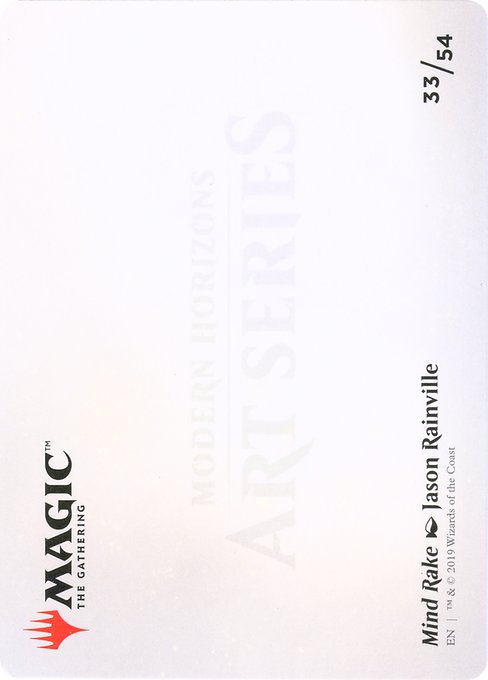 MAGIC™
THE GATHERING
MODERN HORIZONS
ART SERIES
33/54
Mind Rake Jason Rainville
EN | ™ & © 2019 Wizards of the Coast